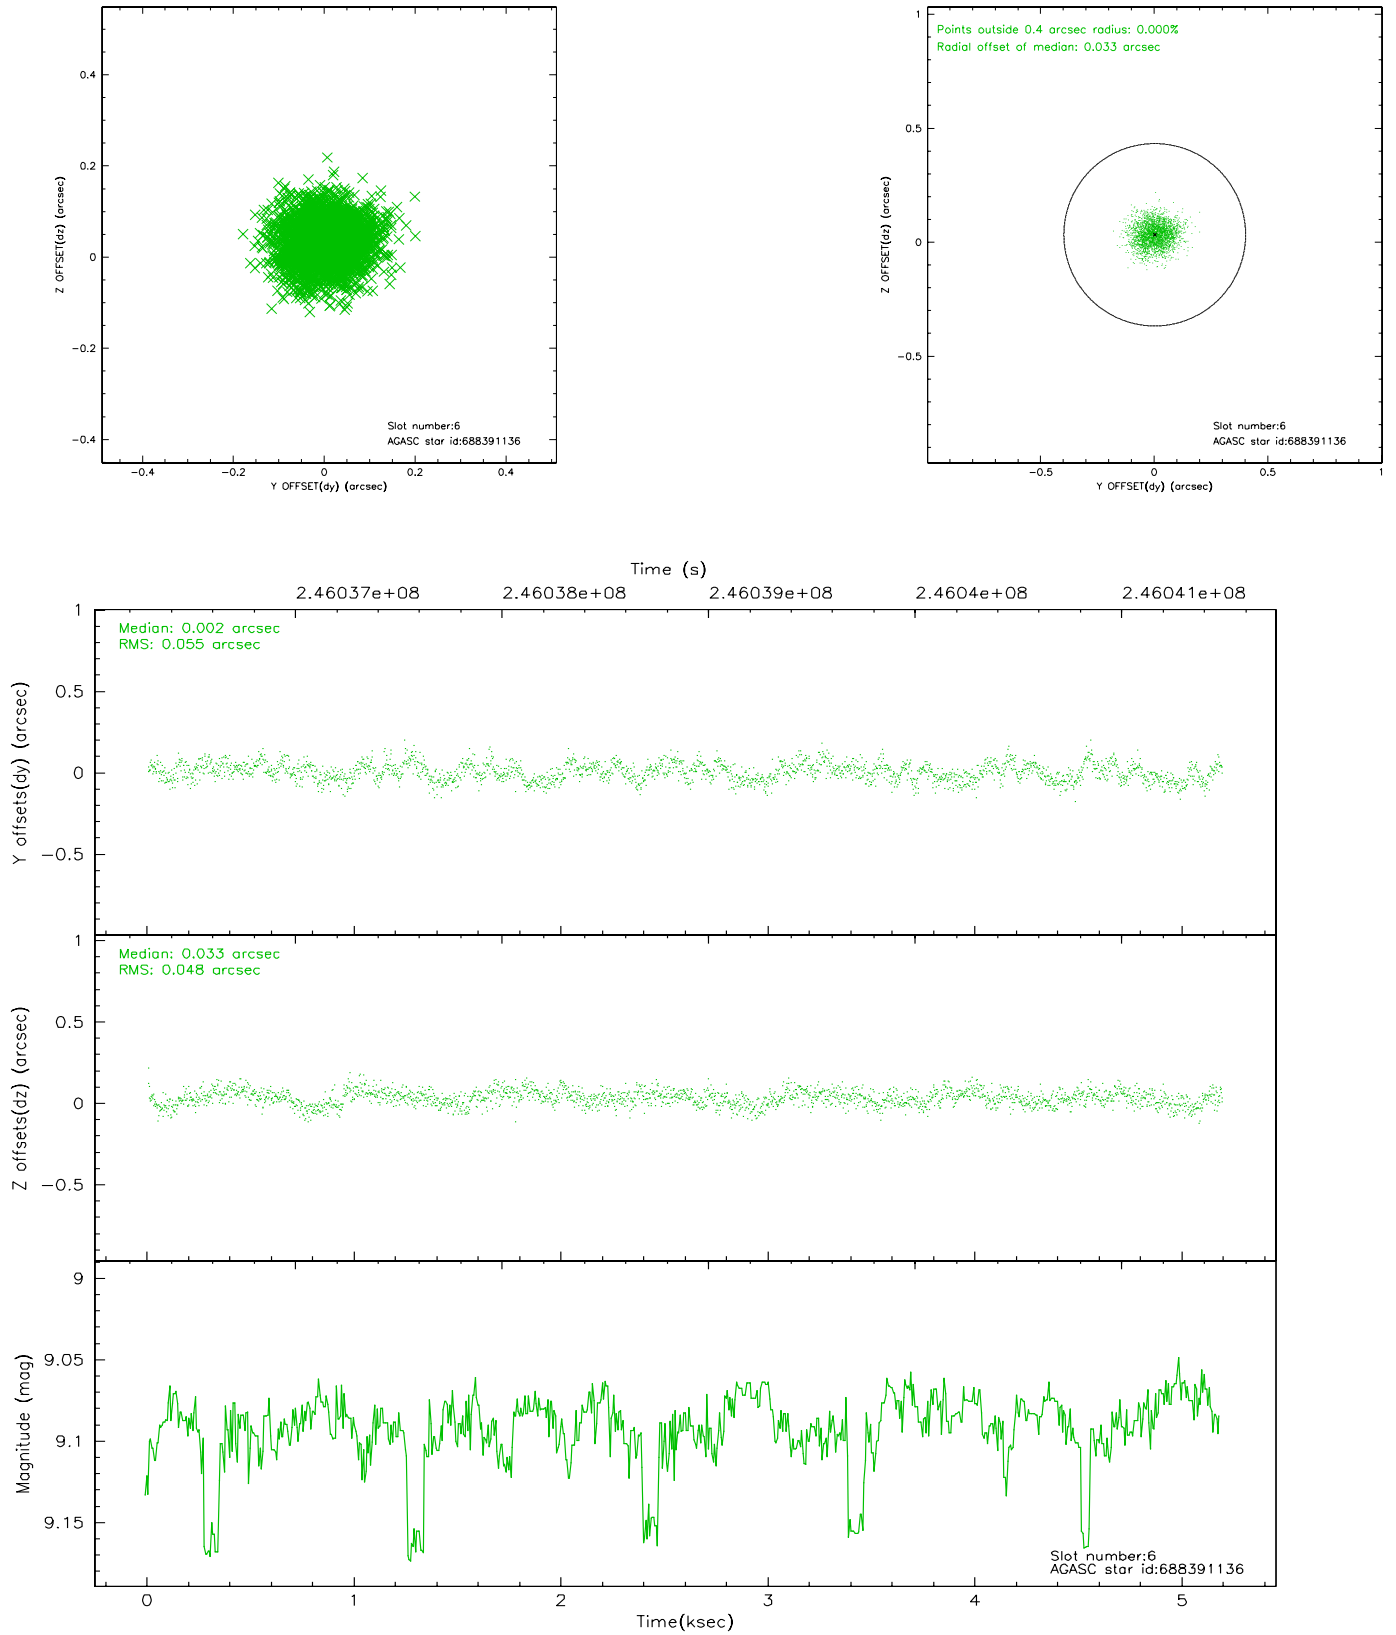 0.4
0.2
0
−0.2
−0.4
Z OFFSET(dz) (arcsec)
Slot number:6
AGASC star id:688391136
−0.4 −0.2 0 0.2 0.4
Y OFFSET(dy) (arcsec)
Points outside 0.4 arcsec radius: 0.000%
Radial offset of median: 0.033 arcsec
1
0.5
0
−0.5
Z OFFSET(dz) (arcsec)
Slot number:6
AGASC star id:688391136
−0.5 0 0.5 1
Y OFFSET(dy) (arcsec)
Time (s)
2.46037e+08 2.46038e+08 2.46039e+08 2.4604e+08 2.46041e+08
Median: 0.002 arcsec
RMS: 0.055 arcsec
1
0.5
0
−0.5
Y offsets(dy) (arcsec)
Median: 0.033 arcsec
RMS: 0.048 arcsec
1
0.5
0
−0.5
Z offsets(dz) (arcsec)
9
9.05
9.1
9.15
Magnitude (mag)
Slot number:6
AGASC star id:688391136
0 1 2 3 4 5
Time(ksec)